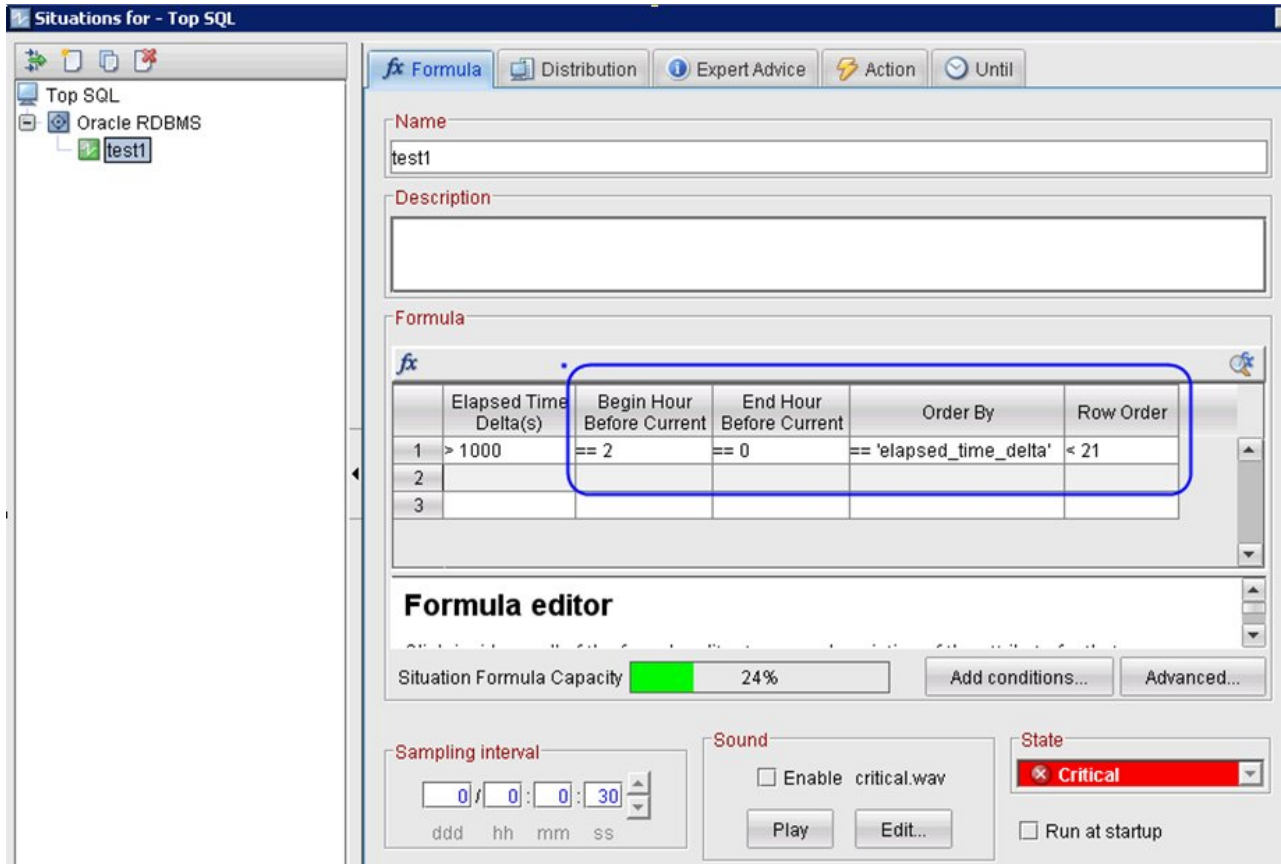 Situations for - Top SQL
Top SQL
Oracle RDBMS
test1
fx Formula Distribution Expert Advice Action Until
Name
test1
Description
Formula
fx
Elapsed Time Delta(s) Begin Hour Before Current End Hour Before Current Order By Row Order
1 > 1000 == 2 == 0 == 'elapsed_time_delta' < 21
2
3
Formula editor
Situation Formula Capacity 24% Add conditions... Advanced...
Sampling interval Sound State
0 / 0 : 0 : 30 Enable critical.wav Critical
ddd hh mm ss Play Edit... Run at startup